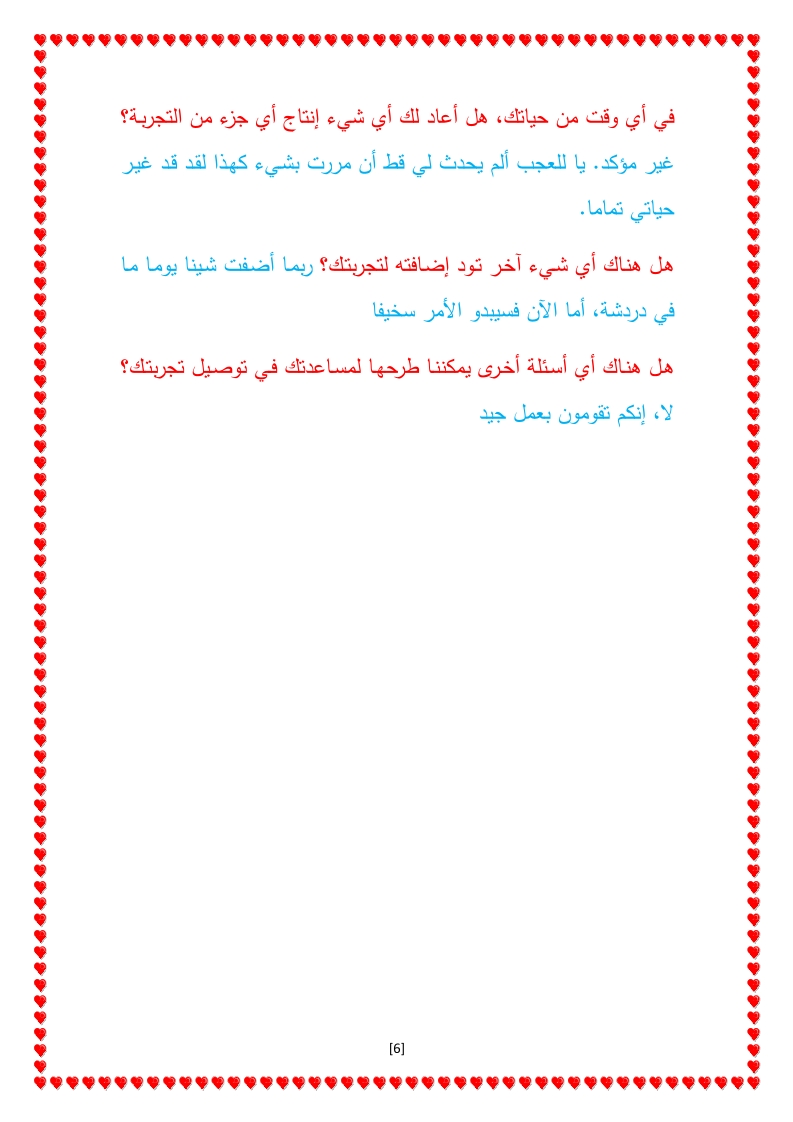 في أي وقت من حياتك، هل أعاد لك أي شيء إنتاج أي جزء من التجربة؟
غير مؤكد. يا للعجب ألم يحدث لي قط أن مررت بشيء كهذا لقد قد غير
حياتي تماما.
هل هناك أي شيء آخر تود إضافته لتجربتك؟ ربما أضفت شينا يوما ما
في دردشة، أما الآن فسيبدو الأمر سخيفا
هل هناك أي أسئلة أخرى يمكننا طرحها لمساعدتك في توصيل تجربتك؟
لا، إنكم تقومون بعمل جيد
[6]